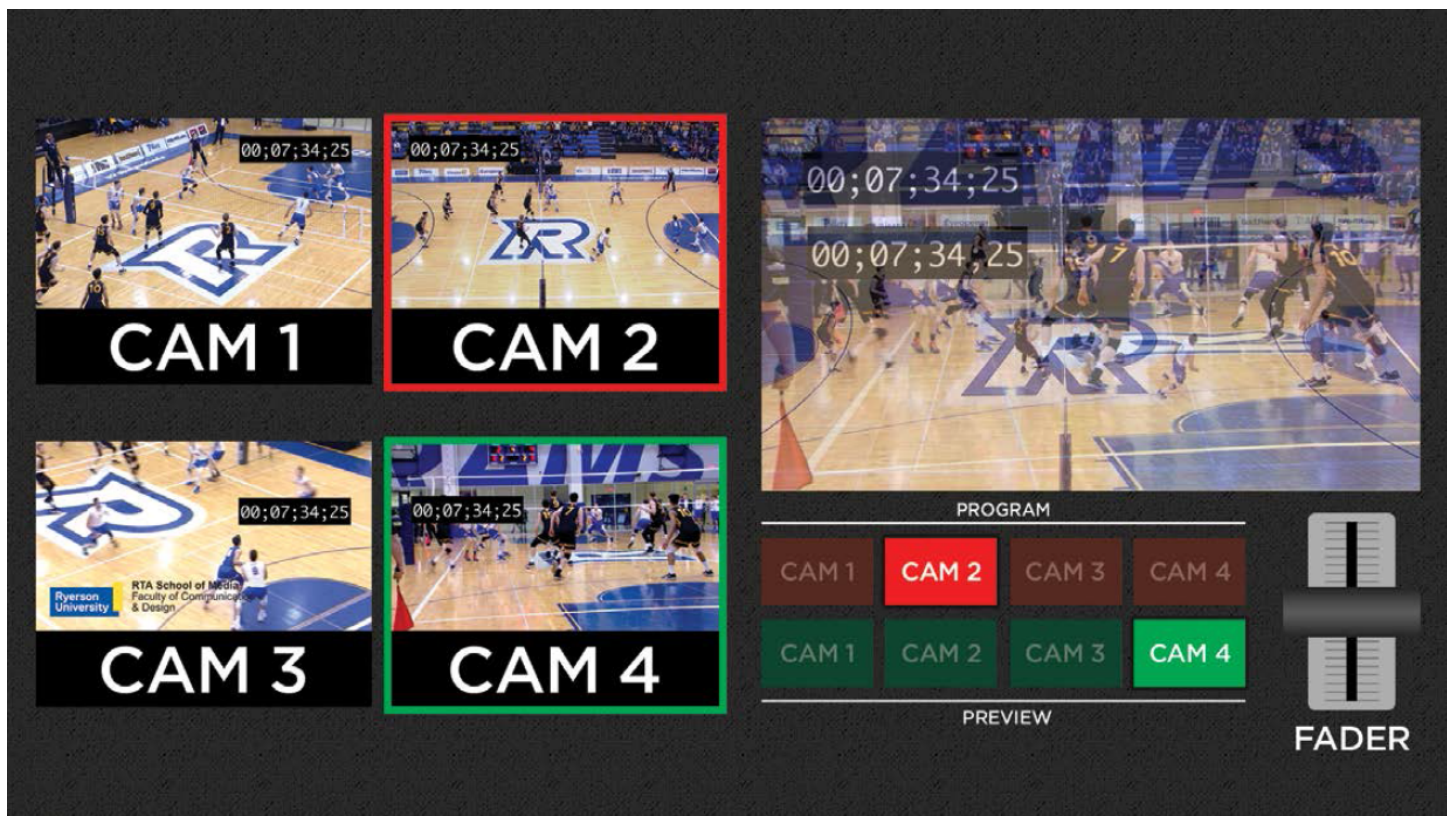 00;07;34;25
CAM 1
00;07;34;25
CAM 2
00;07;34;25
Ryerson
University
RTA School of Media
Faculty of Communication
& Design
CAM 3
00;07;34;25
CAM 4
00;07;34;25
00;07;34;25
7
10
PROGRAM
CAM 1 CAM 2 CAM 3 CAM 4
CAM 1 CAM 2 CAM 3 CAM 4
PREVIEW
FADER